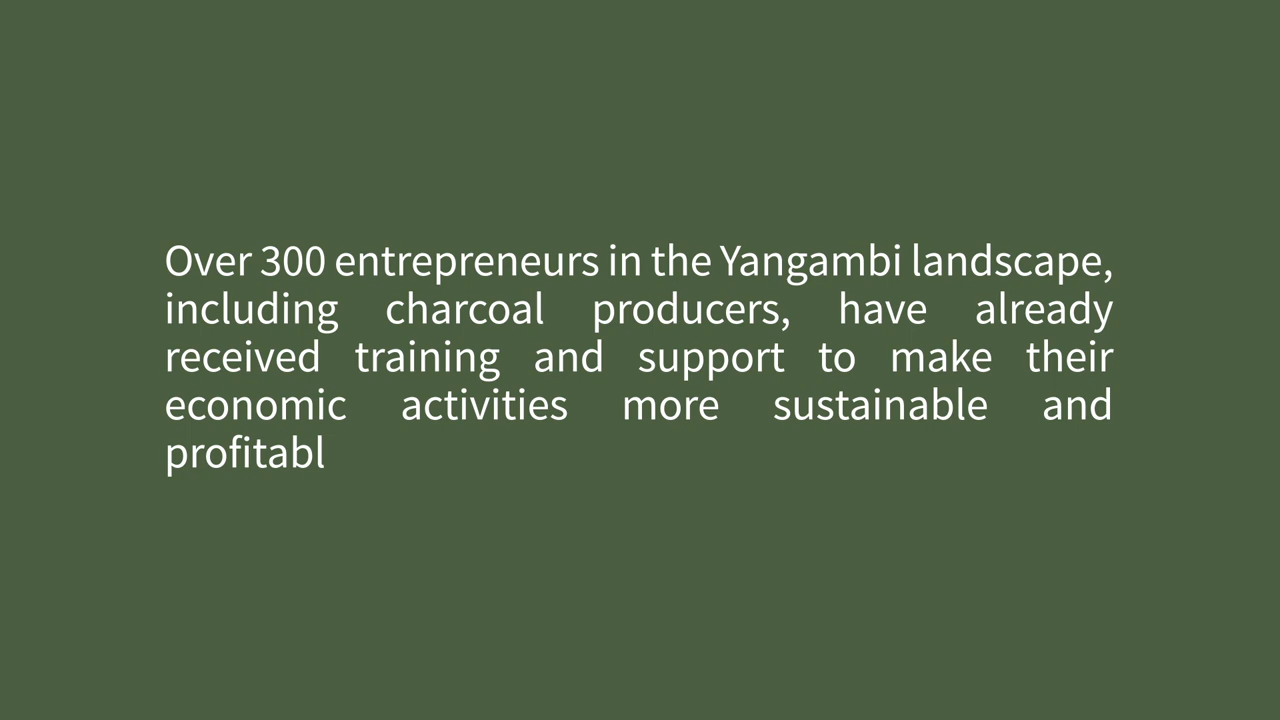 Over 300 entrepreneurs in the Yangambi landscape,
including charcoal producers, have already
received training and support to make their
economic activities more sustainable and
profitabl